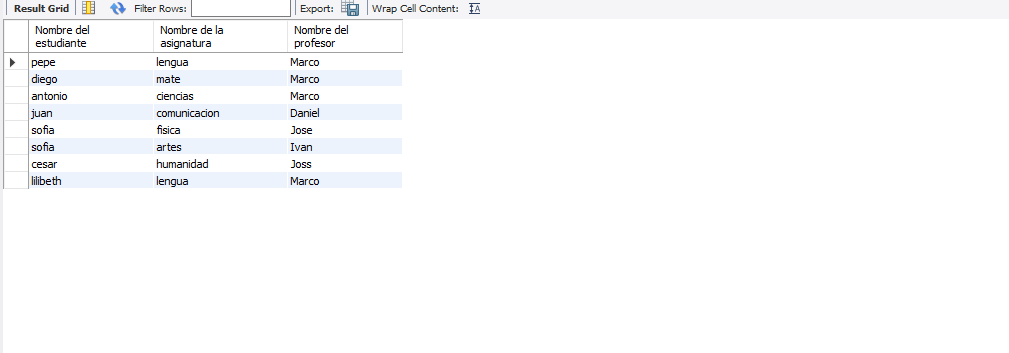 Result Grid Filter Rows: Export: Wrap Cell Content: IA
Nombre del estudiante Nombre de la asignatura Nombre del profesor
pepe lengua Marco
diego mate Marco
antonio ciencias Marco
juan comunicacion Daniel
sofia fisica Jose
sofia artes Ivan
cesar humanidad Joss
lilibeth lengua Marco